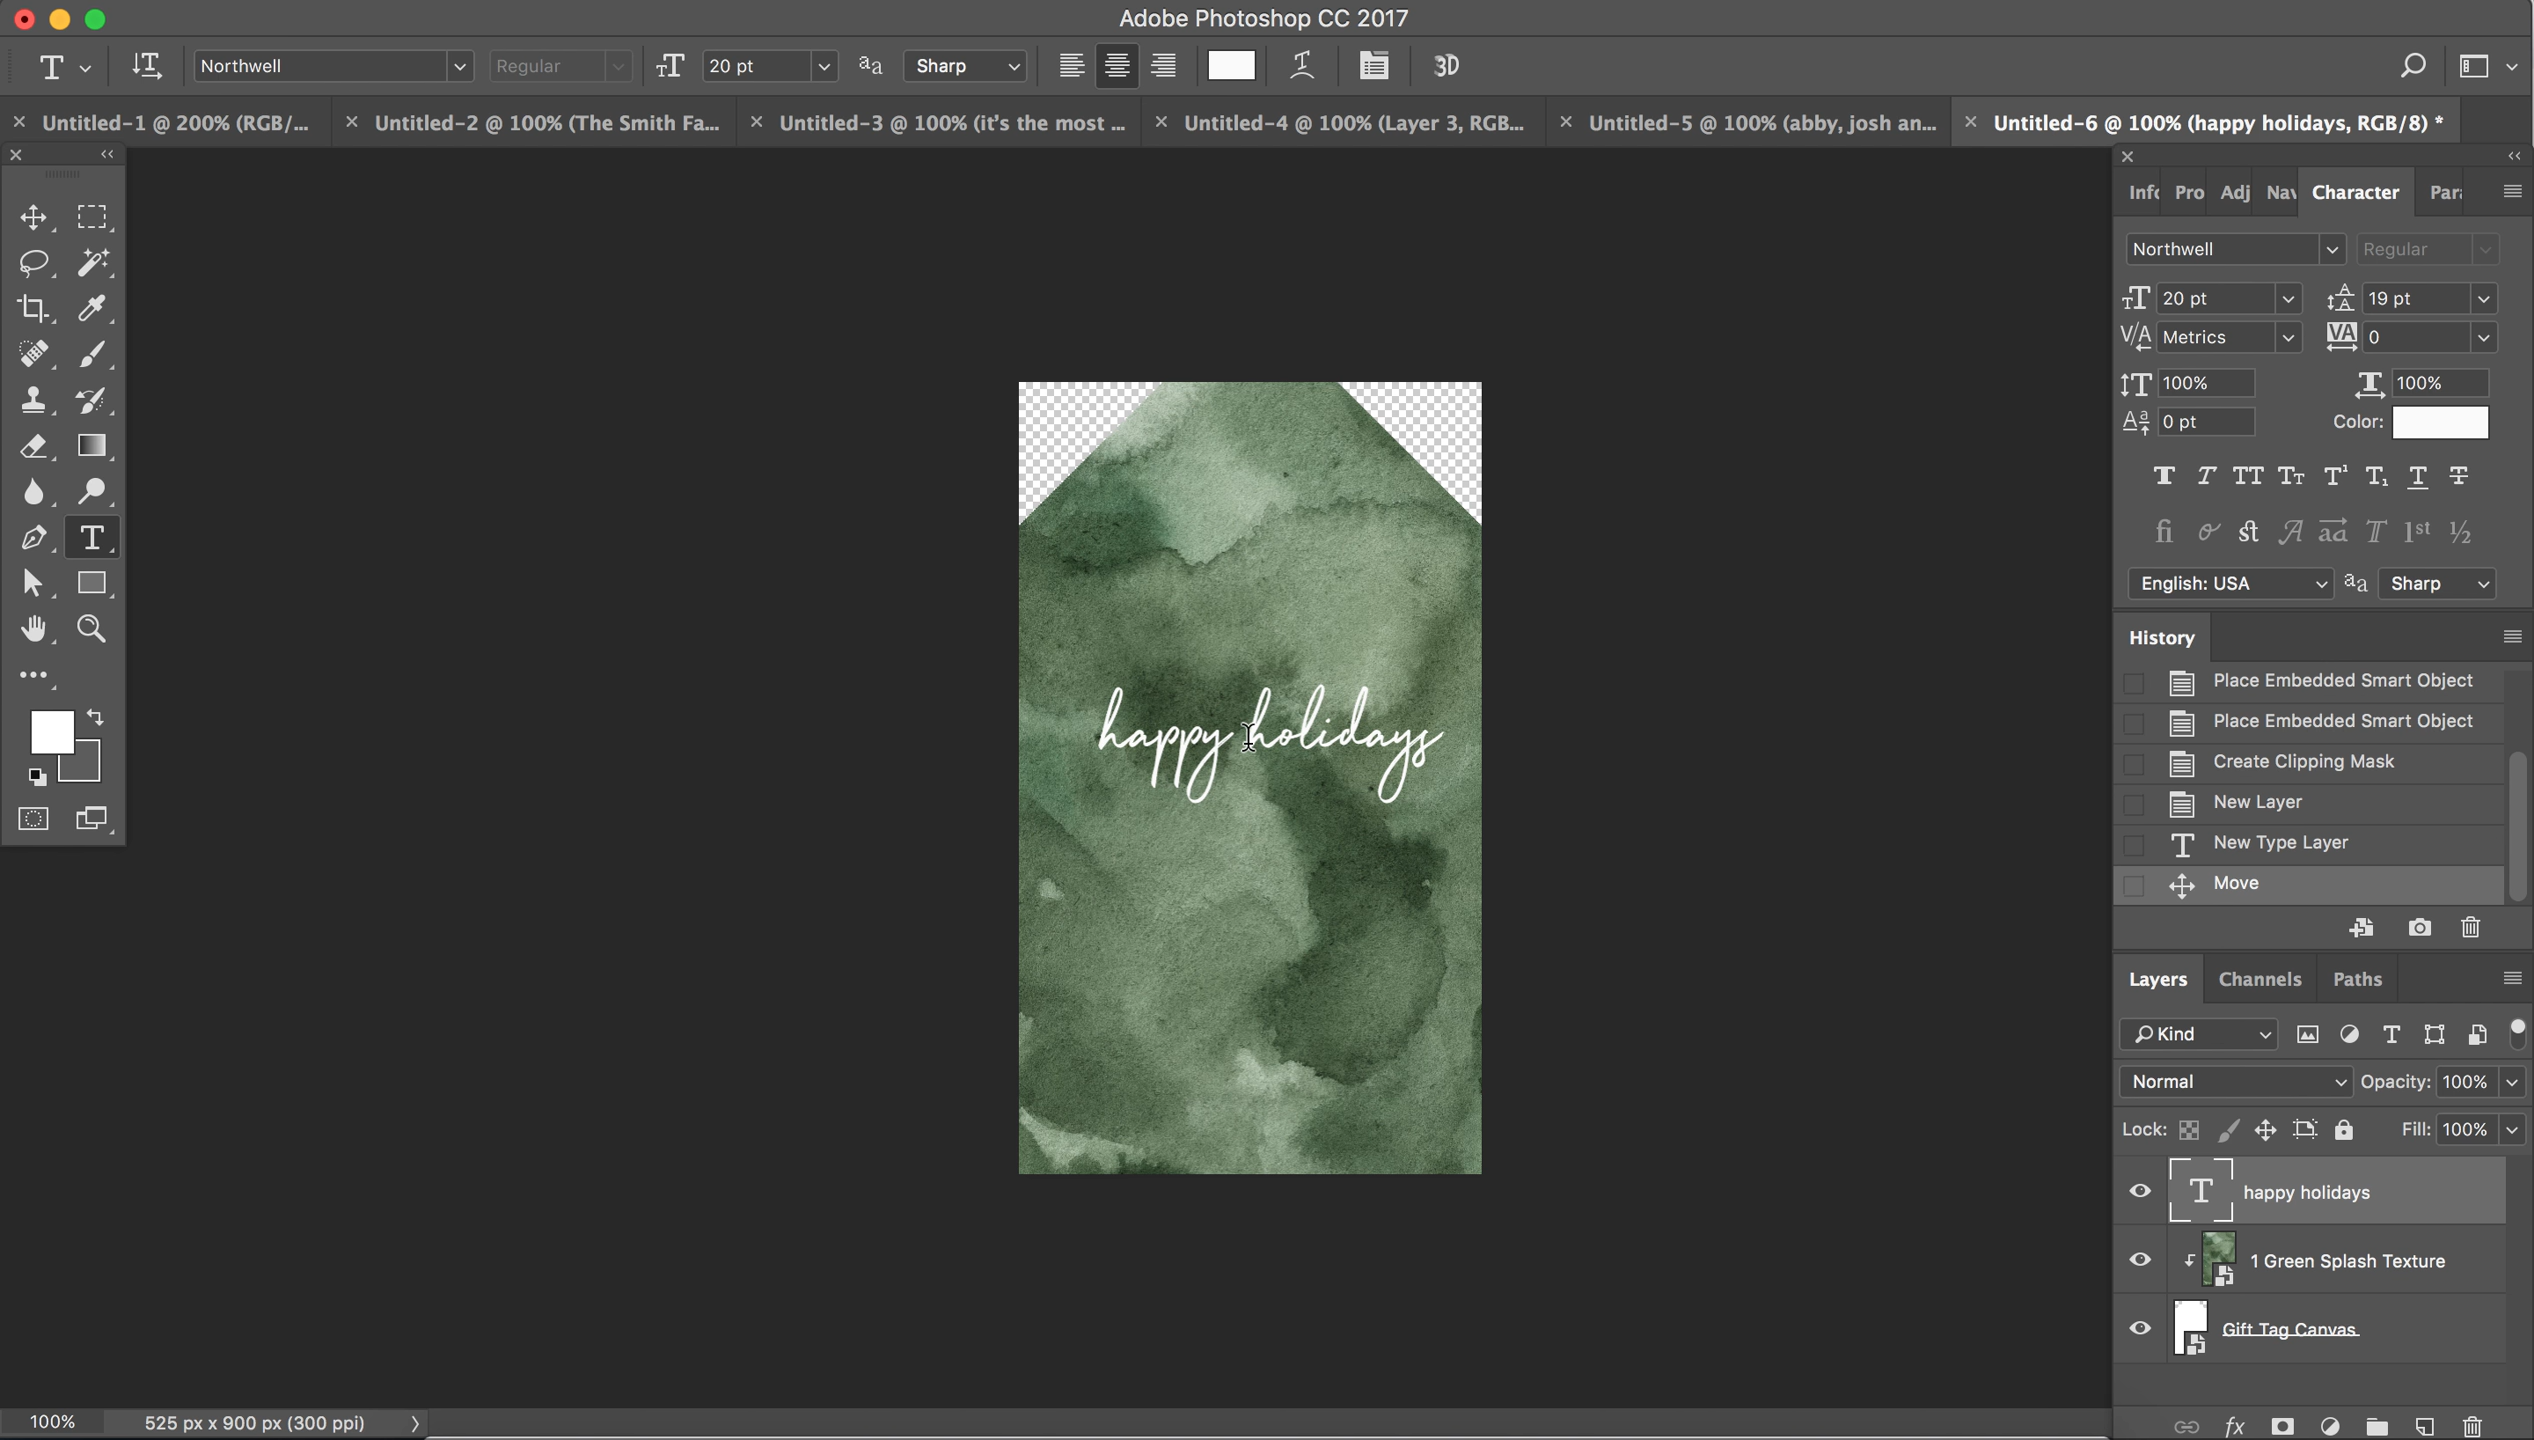 Adobe Photoshop CC 2017
Northwell
Regular
20 pt
Sharp
3D
Untitled-1 @ 200% (RGB/...
Untitled-2 @ 100% (The Smith Fa...
Untitled-3 @ 100% (it's the most ...
Untitled-4 @ 100% (Layer 3, RGB...
Untitled-5 @ 100% (abby, josh an...
Untitled-6 @ 100% (happy holidays, RGB/8) *
Info
Pro
Adj
Nav
Character
Para
Northwell
Regular
20 pt
19 pt
Metrics
0
100%
100%
0 pt
Color:
English: USA
Sharp
happy holidays
History
Place Embedded Smart Object
Place Embedded Smart Object
Create Clipping Mask
New Layer
New Type Layer
Move
Layers
Channels
Paths
Kind
Normal
Opacity: 100%
Lock:
Fill: 100%
happy holidays
1 Green Splash Texture
Gift Tag Canvas
100%
525 px x 900 px (300 ppi)
fx